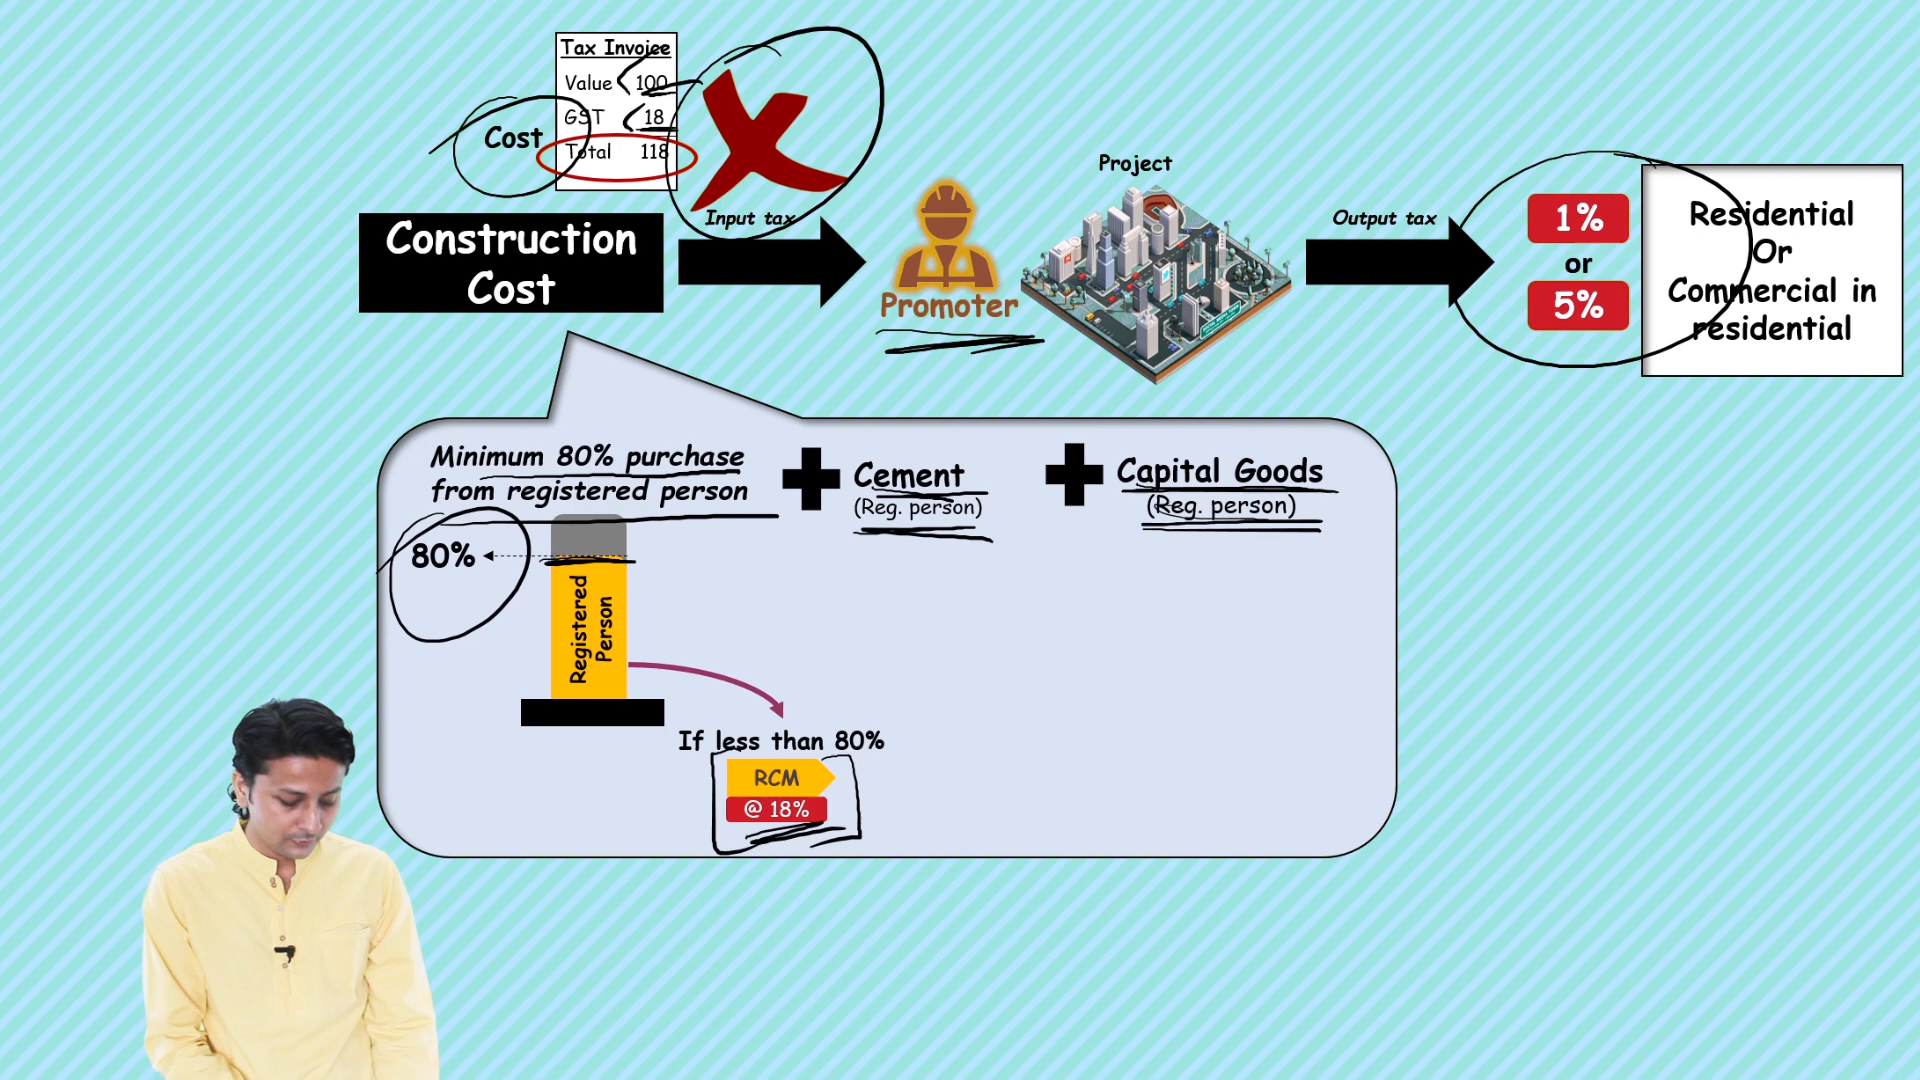 Tax Invoice
Value 100
GST 18
Total 118
Cost
Construction
Cost
Input tax
Promoter
Project
Output tax
1%
or
5%
Residential
Or
Commercial in
residential
Minimum 80% purchase
from registered person
Cement
(Reg. person)
Capital Goods
(Reg. person)
80%
Registered
Person
If less than 80%
RCM
@ 18%